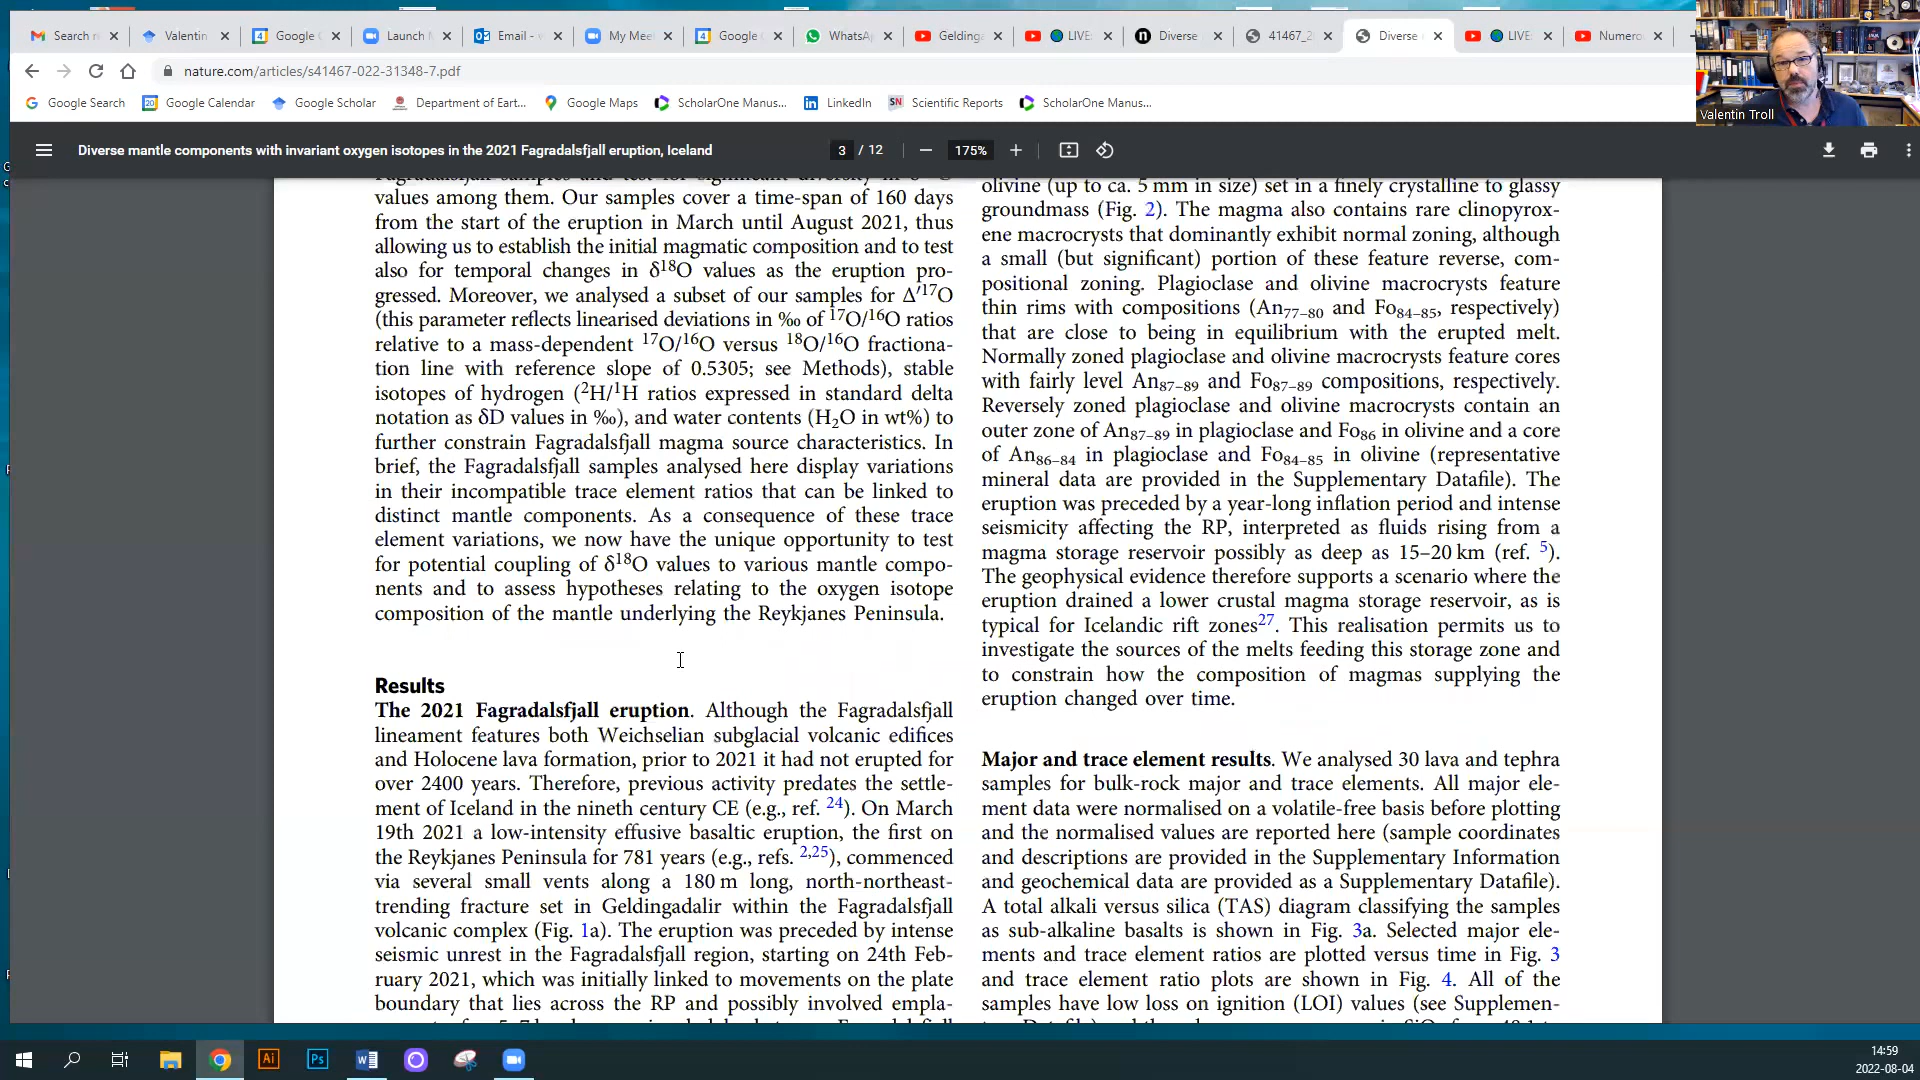 Search r
Valentin
Google C
Launch M
Email - v
My Mee
Google C
WhatsA
Gelding
LIVE
Diverse
41467_2
Diverse
LIVE
Numero
nature.com/articles/s41467-022-31348-7.pdf
Google Search
Google Calendar
Google Scholar
Department of Eart...
Google Maps
ScholarOne Manus...
LinkedIn
Scientific Reports
ScholarOne Manus...
Valentin Troll
Diverse mantle components with invariant oxygen isotopes in the 2021 Fagradalsfjall eruption, Iceland
3 / 12
175%
values among them. Our samples cover a time-span of 160 days
from the start of the eruption in March until August 2021, thus
allowing us to establish the initial magmatic composition and to test
also for temporal changes in δ¹⁸O values as the eruption pro-
gressed. Moreover, we analysed a subset of our samples for Δ′¹⁷O
(this parameter reflects linearised deviations in ‰ of ¹⁷O/¹⁶O ratios
relative to a mass-dependent ¹⁷O/¹⁶O versus ¹⁸O/¹⁶O fractiona-
tion line with reference slope of 0.5305; see Methods), stable
isotopes of hydrogen (²H/¹H ratios expressed in standard delta
notation as δD values in ‰), and water contents (H₂O in wt%) to
further constrain Fagradalsfjall magma source characteristics. In
brief, the Fagradalsfjall samples analysed here display variations
in their incompatible trace element ratios that can be linked to
distinct mantle components. As a consequence of these trace
element variations, we now have the unique opportunity to test
for potential coupling of δ¹⁸O values to various mantle compo-
nents and to assess hypotheses relating to the oxygen isotope
composition of the mantle underlying the Reykjanes Peninsula.
Results
The 2021 Fagradalsfjall eruption. Although the Fagradalsfjall
lineament features both Weichselian subglacial volcanic edifices
and Holocene lava formation, prior to 2021 it had not erupted for
over 2400 years. Therefore, previous activity predates the settle-
ment of Iceland in the nineth century CE (e.g., ref. ²⁴). On March
19th 2021 a low-intensity effusive basaltic eruption, the first on
the Reykjanes Peninsula for 781 years (e.g., refs. ²,²⁵), commenced
via several small vents along a 180 m long, north-northeast-
trending fracture set in Geldingadalir within the Fagradalsfjall
volcanic complex (Fig. 1a). The eruption was preceded by intense
seismic unrest in the Fagradalsfjall region, starting on 24th Feb-
ruary 2021, which was initially linked to movements on the plate
boundary that lies across the RP and possibly involved empla-
olivine (up to ca. 5 mm in size) set in a finely crystalline to glassy
groundmass (Fig. 2). The magma also contains rare clinopyrox-
ene macrocrysts that dominantly exhibit normal zoning, although
a small (but significant) portion of these feature reverse, com-
positional zoning. Plagioclase and olivine macrocrysts feature
thin rims with compositions (An₇₇₋₈₀ and Fo₈₄₋₈₅, respectively)
that are close to being in equilibrium with the erupted melt.
Normally zoned plagioclase and olivine macrocrysts feature cores
with fairly level An₈₇₋₈₉ and Fo₈₇₋₈₉ compositions, respectively.
Reversely zoned plagioclase and olivine macrocrysts contain an
outer zone of An₈₇₋₈₉ in plagioclase and Fo₈₆ in olivine and a core
of An₈₆₋₈₄ in plagioclase and Fo₈₄₋₈₅ in olivine (representative
mineral data are provided in the Supplementary Datafile). The
eruption was preceded by a year-long inflation period and intense
seismicity affecting the RP, interpreted as fluids rising from a
magma storage reservoir possibly as deep as 15–20 km (ref. ⁵).
The geophysical evidence therefore supports a scenario where the
eruption drained a lower crustal magma storage reservoir, as is
typical for Icelandic rift zones²⁷. This realisation permits us to
investigate the sources of the melts feeding this storage zone and
to constrain how the composition of magmas supplying the
eruption changed over time.
Major and trace element results. We analysed 30 lava and tephra
samples for bulk-rock major and trace elements. All major ele-
ment data were normalised on a volatile-free basis before plotting
and the normalised values are reported here (sample coordinates
and descriptions are provided in the Supplementary Information
and geochemical data are provided as a Supplementary Datafile).
A total alkali versus silica (TAS) diagram classifying the samples
as sub-alkaline basalts is shown in Fig. 3a. Selected major ele-
ments and trace element ratios are plotted versus time in Fig. 3
and trace element ratio plots are shown in Fig. 4. All of the
samples have low loss on ignition (LOI) values (see Supplemen-
14:59
2022-08-04